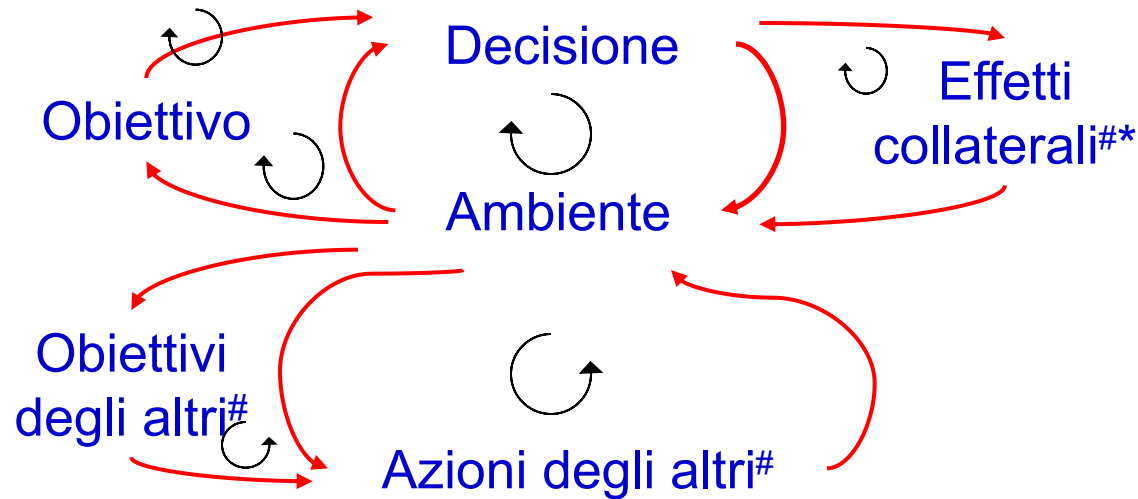 Decisione
Effetti
collaterali#*
Obiettivo
Ambiente
Obiettivi
degli altri#
Azioni degli altri#